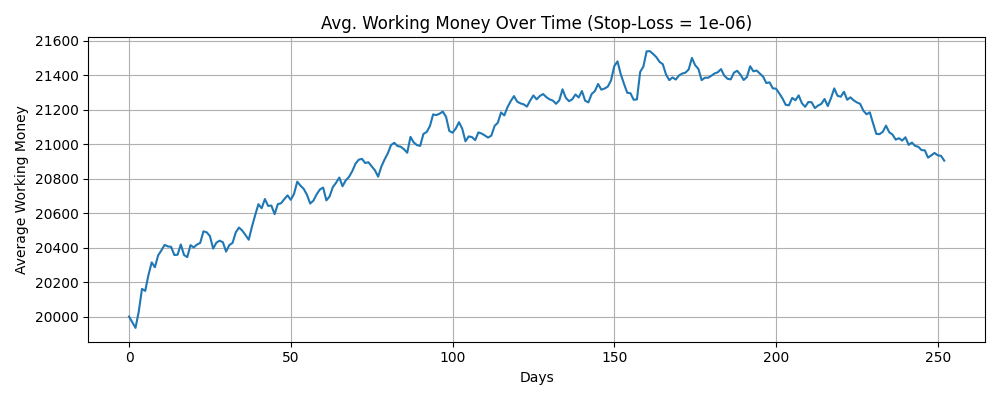 Avg. Working Money Over Time (Stop-Loss = 1e-06)
21600
21400
21200
21000
20800
20600
20400
20200
20000
Average Working Money
0 50 100 150 200 250
Days